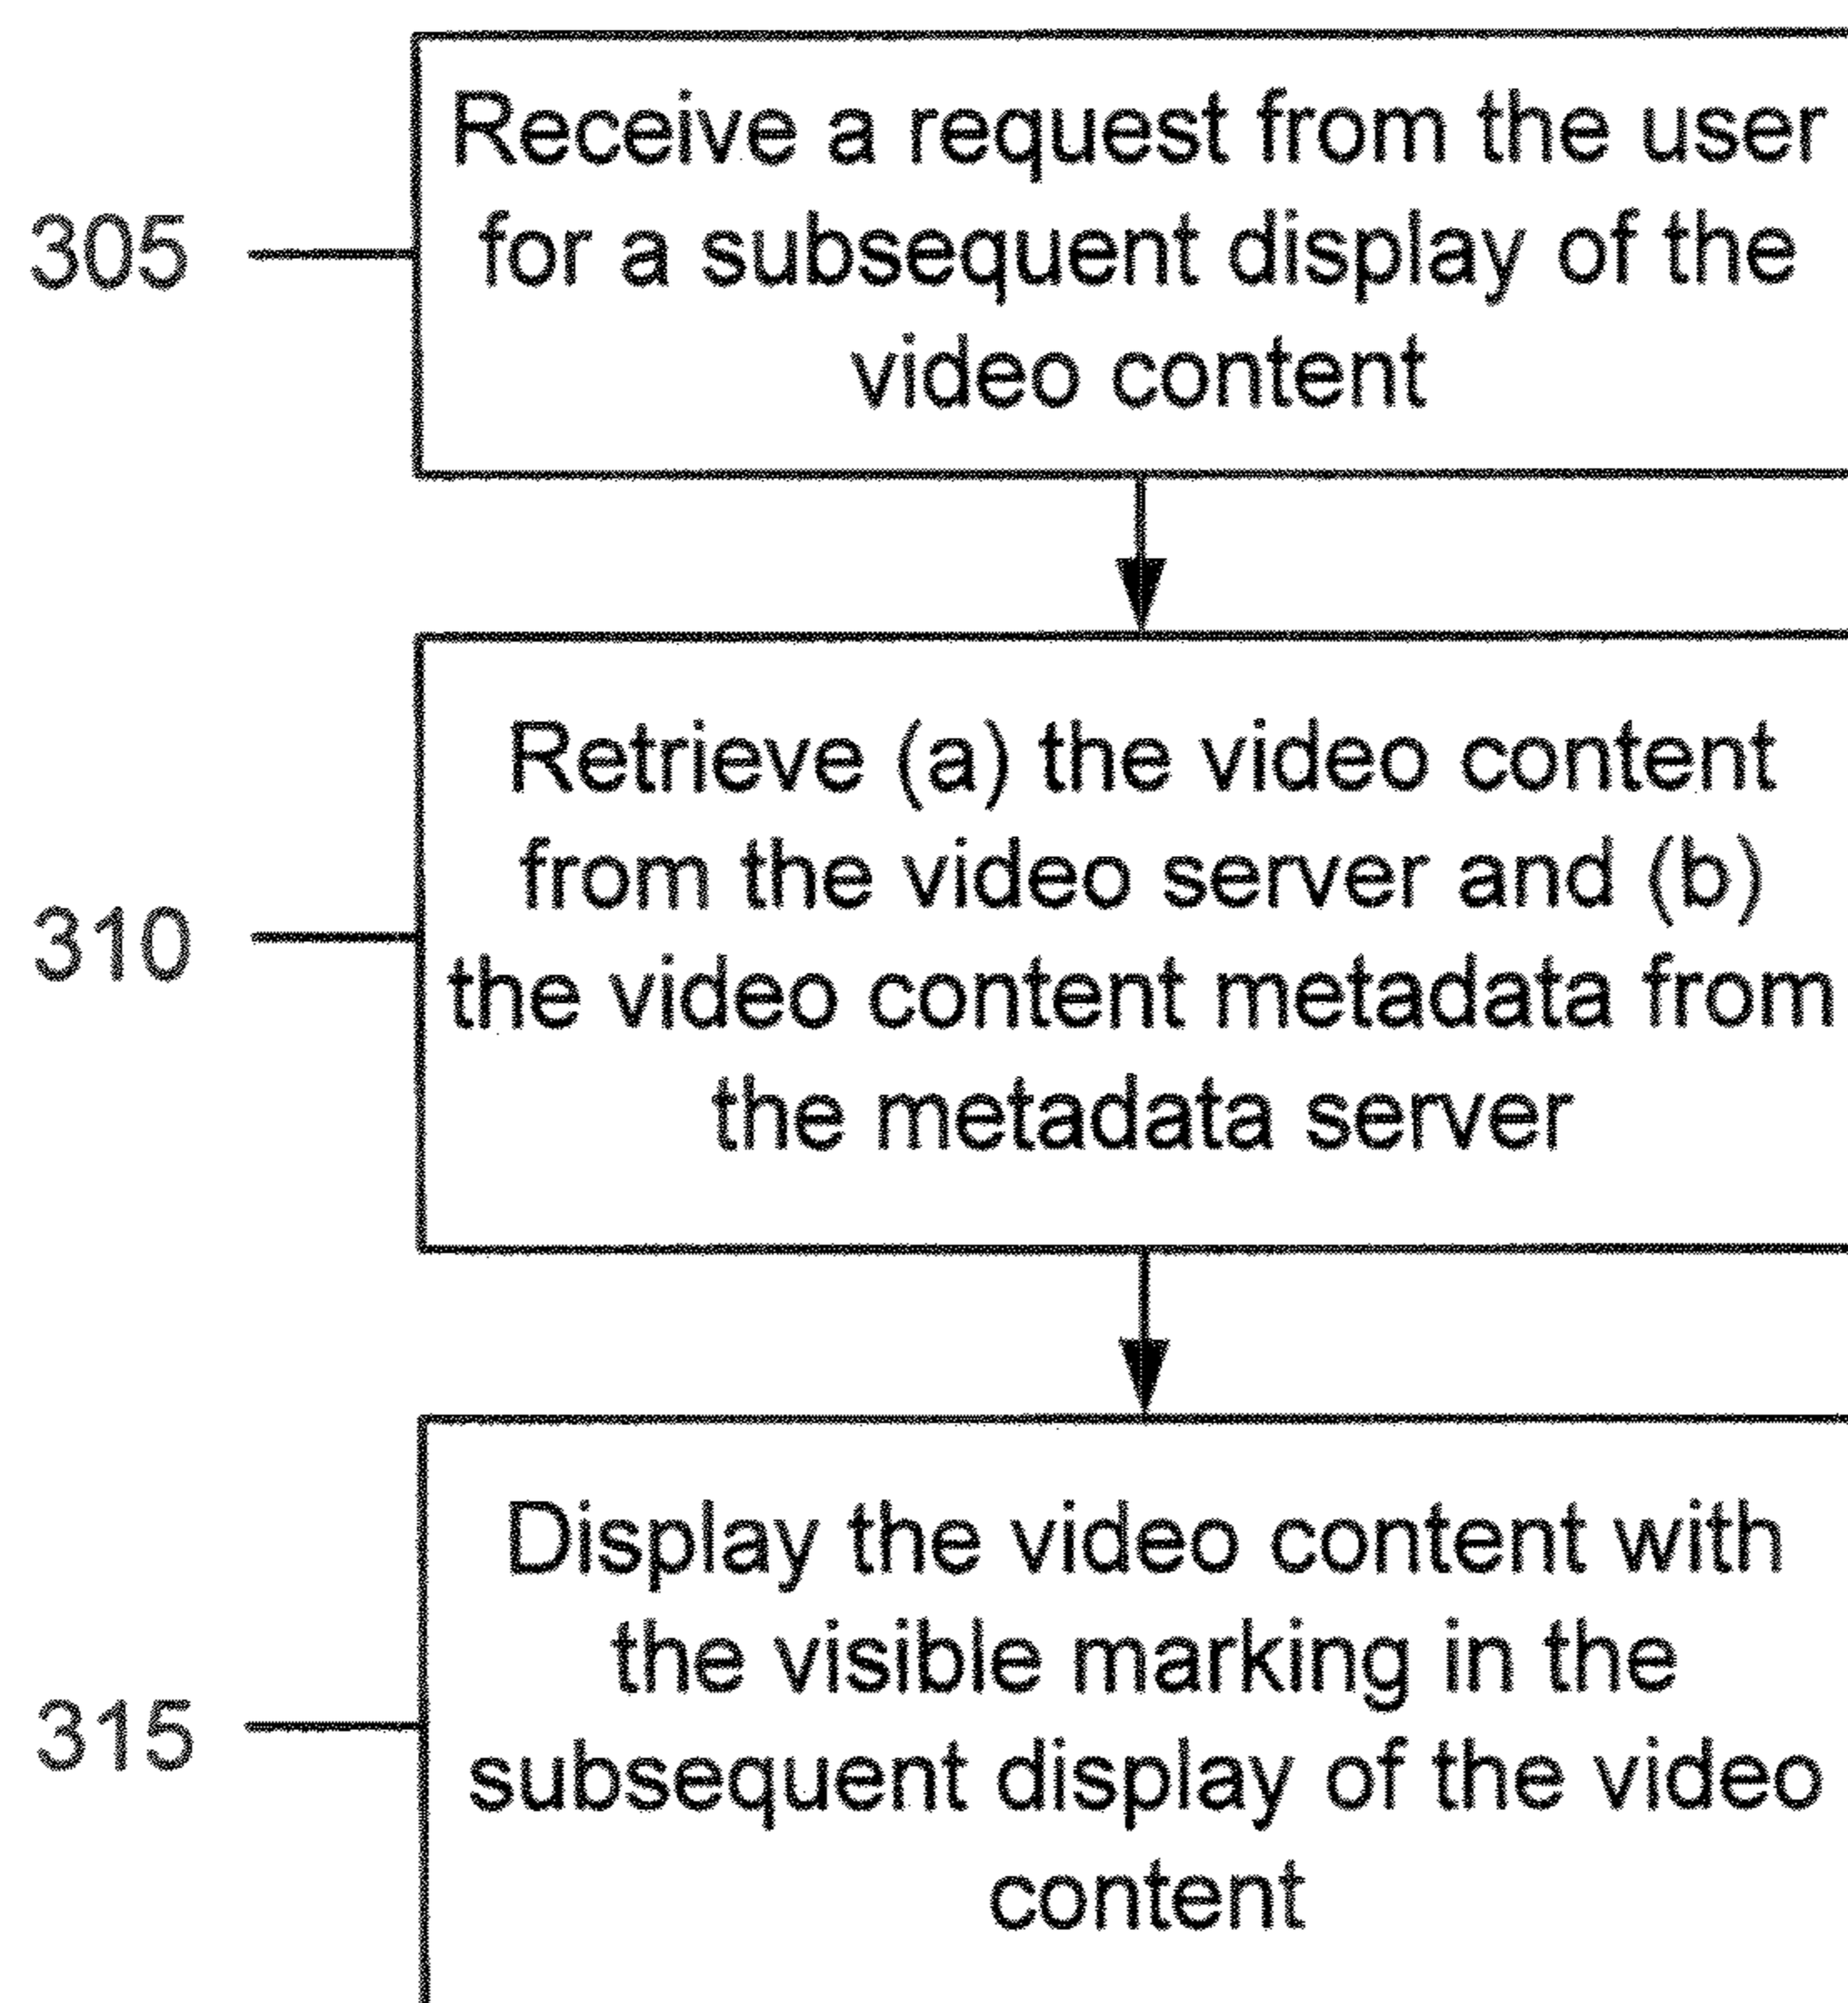 Receive a request from the user
305
for a subsequent display of the
video content
Retrieve (a) the video content
from the video server and (b)
310
the video content metadata from
the metadata server
Display the video content with
the visible marking in the
315
subsequent display of the video
content